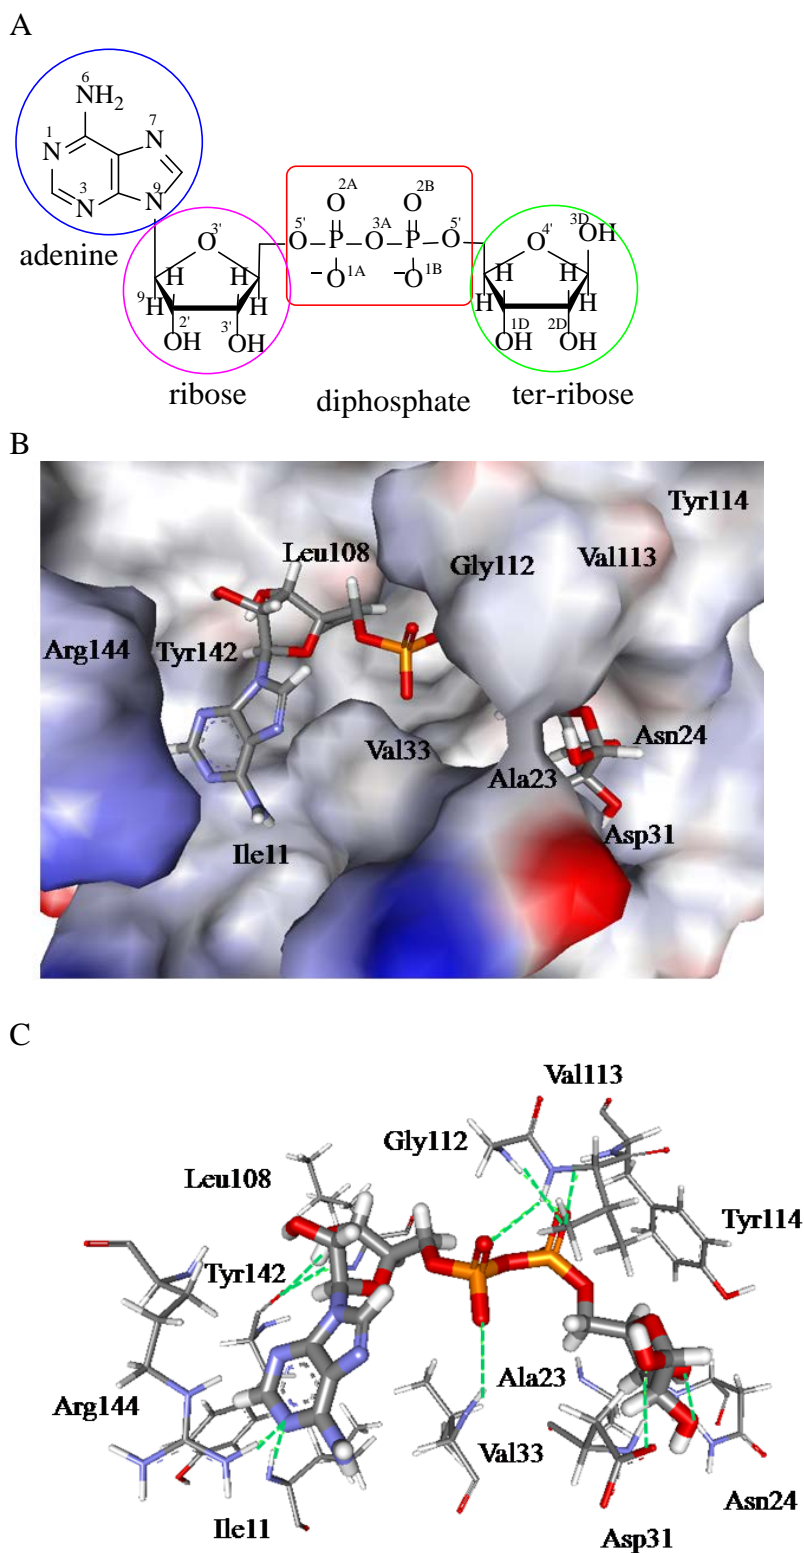 A
6
NH2
1
N
7
N
N
3
9
N
adenine
3'
O
H
H
H
9
H
2'
3'
OH
OH
ribose
2A
O
2B
O
5'
O
P
3A
O
P
5'
O
−O
1A
−O
1B
diphosphate
4'
O
3D
OH
H
H
H
H
1D
2D
OH
OH
ter-ribose
B
Tyr114
Leu108
Gly112
Val113
Arg144
Tyr142
Val33
Asn24
Ala23
Asp31
Ile11
C
Val113
Gly112
Leu108
Tyr114
Tyr142
Ala23
Arg144
Val33
Asn24
Ile11
Asp31